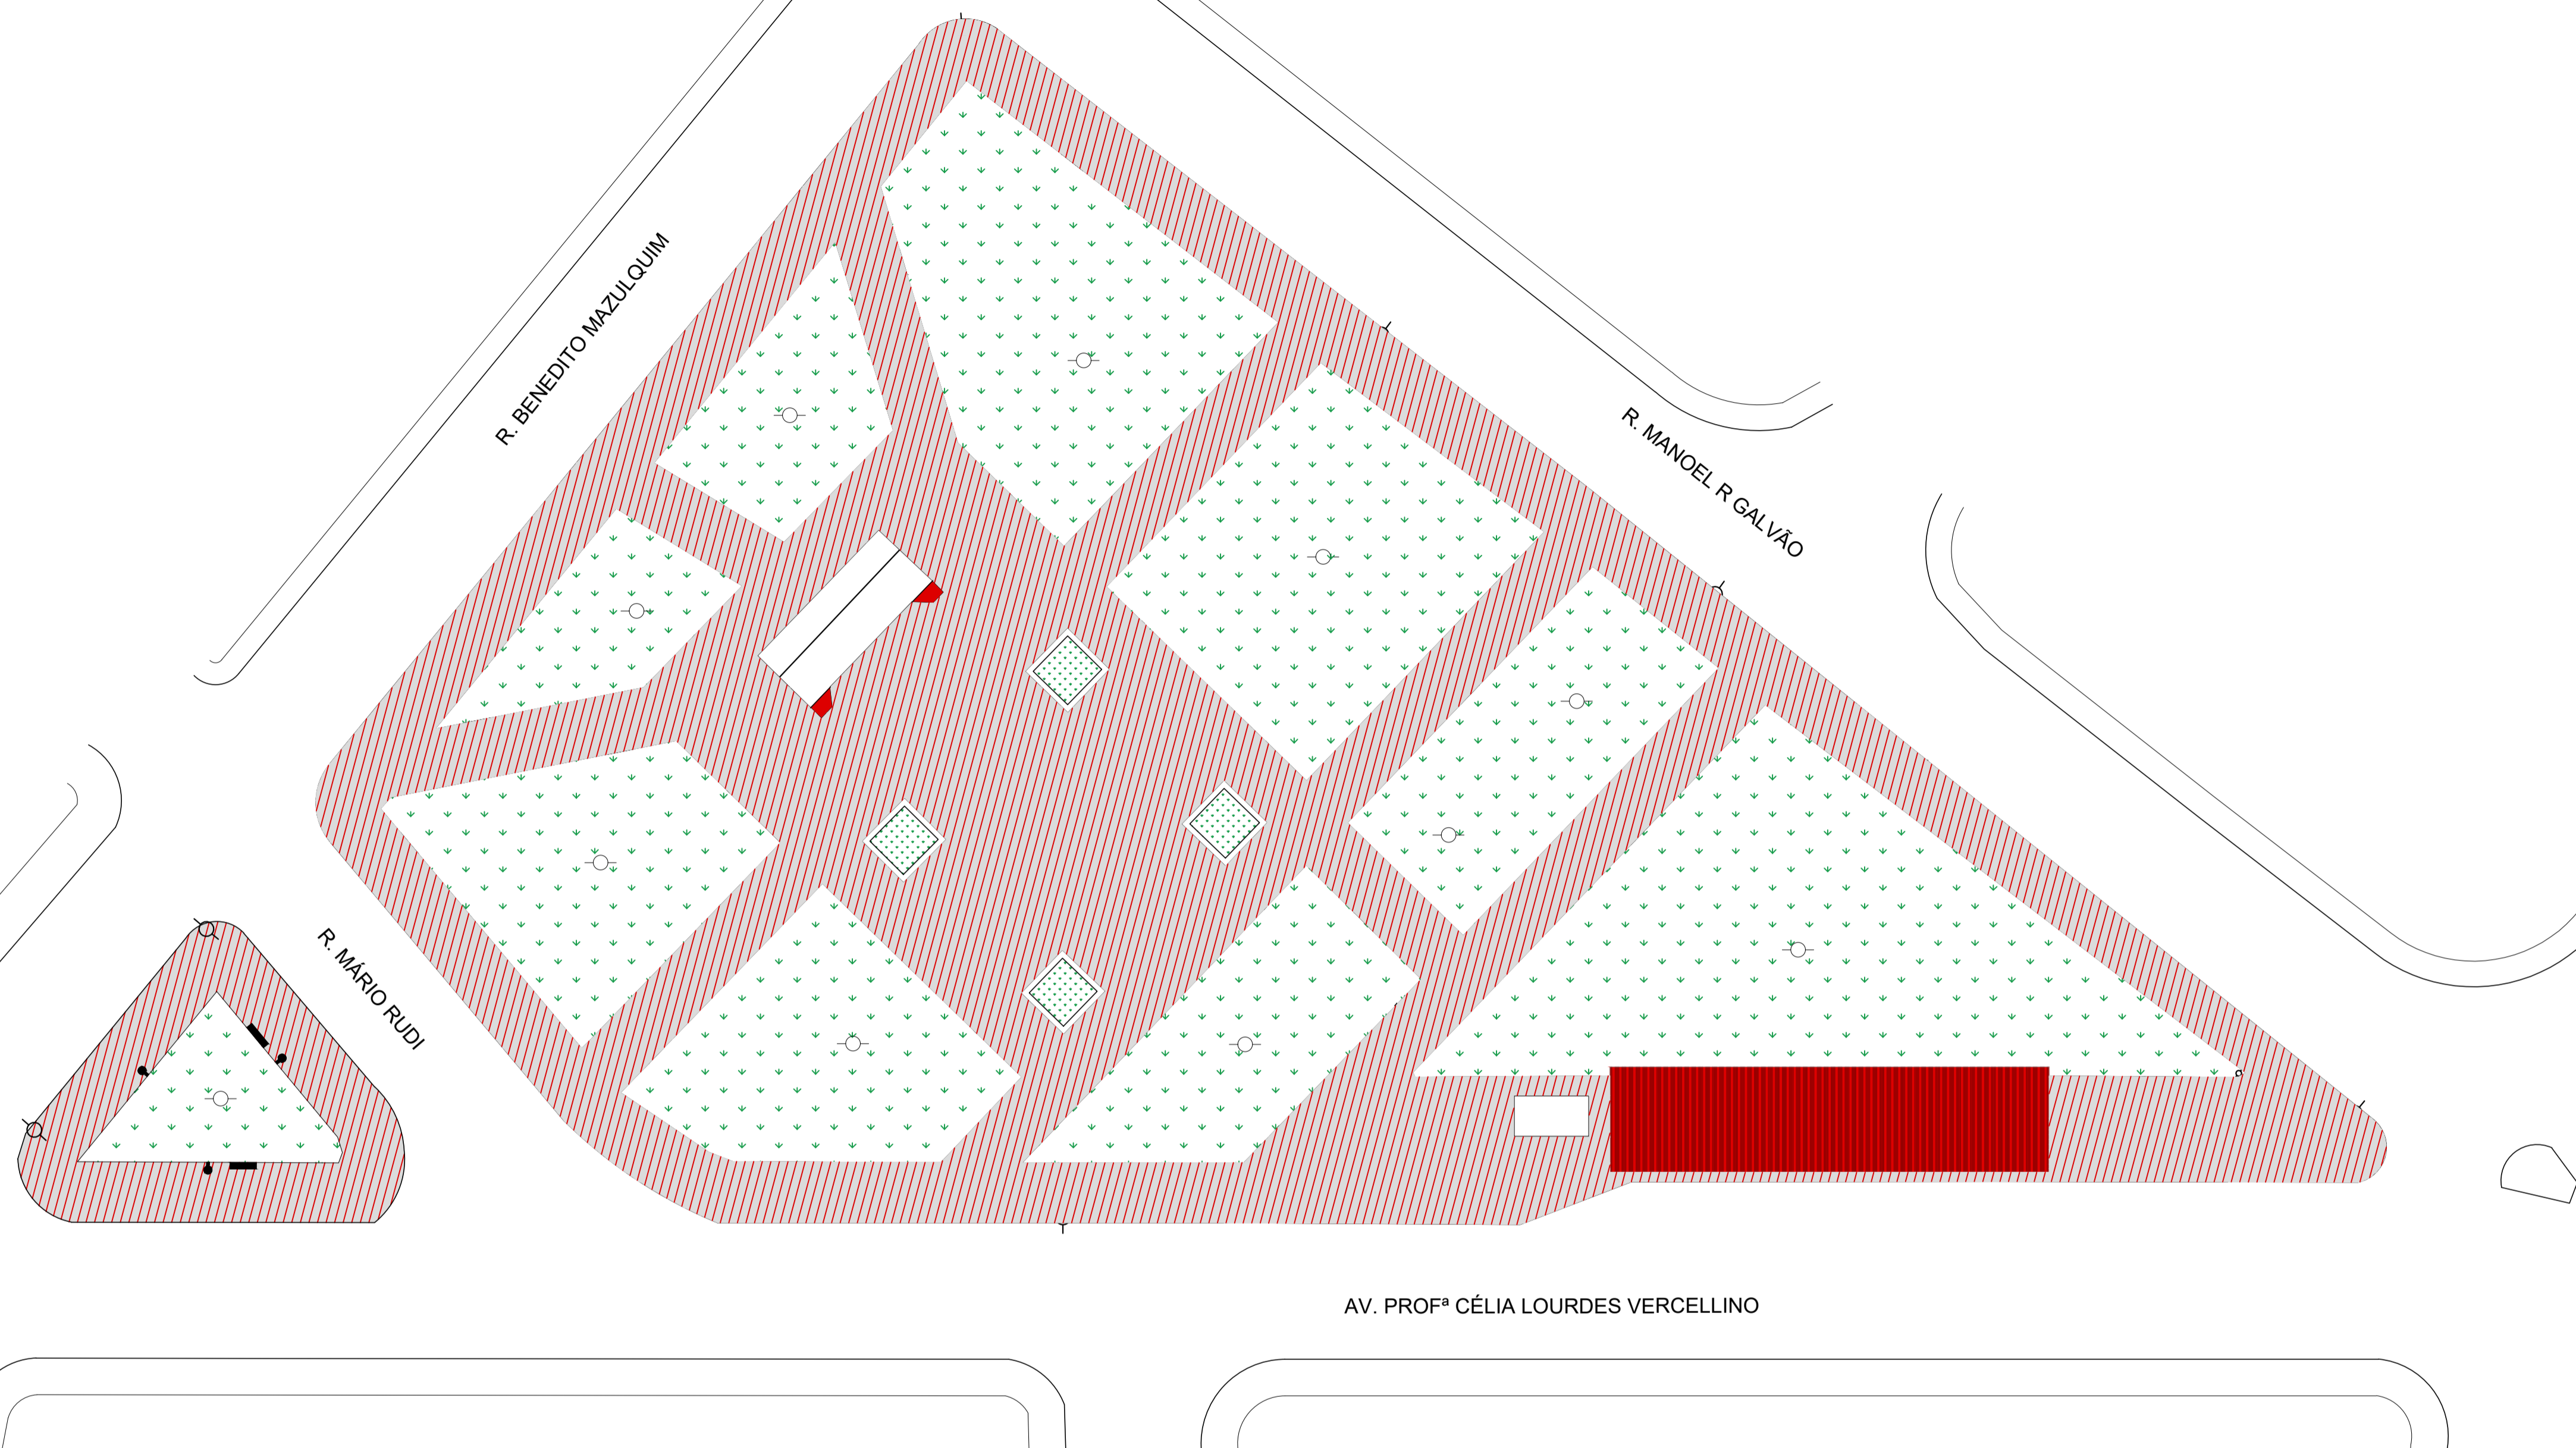 R. BENEDITO MAZULQUIM
R. MANOEL R GALVÃO
R. MÁRIO RUDI
AV. PROFª CÉLIA LOURDES VERCELLINO